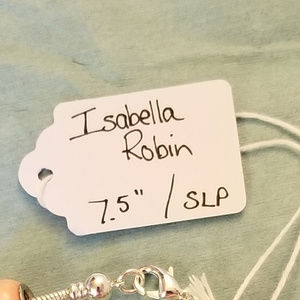 Isabella
Robin
7.5" / SLP